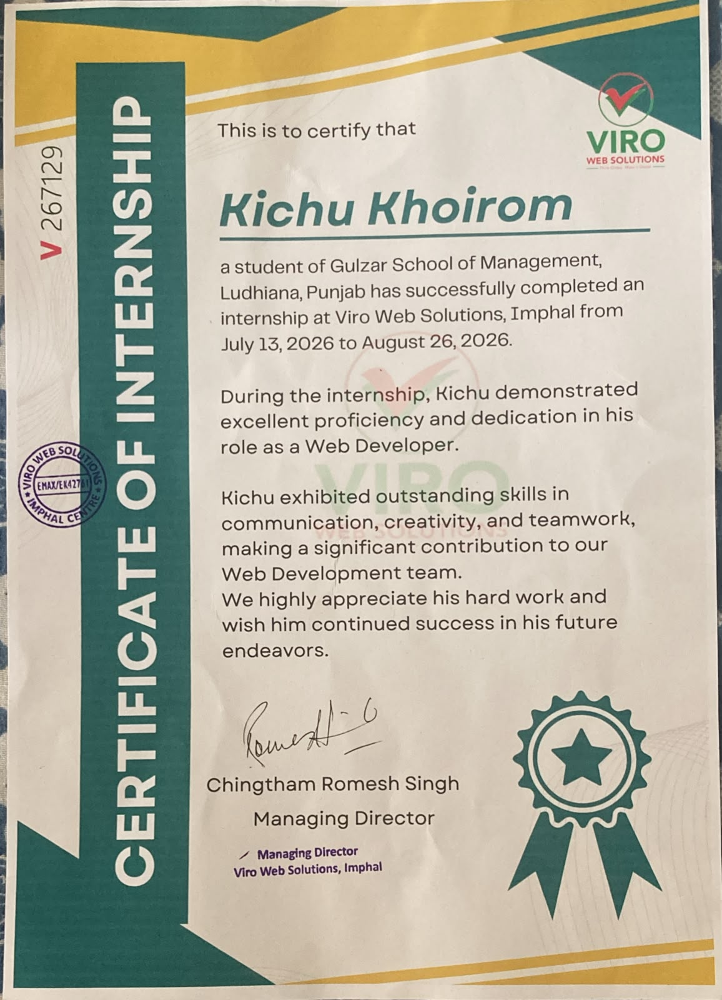 This is to certify that
VIRO
WEB SOLUTIONS
V 267129
CERTIFICATE OF INTERNSHIP
Kichu Khoirom
a student of Gulzar School of Management,
Ludhiana, Punjab has successfully completed an
internship at Viro Web Solutions, Imphal from
July 13, 2026 to August 26, 2026.
During the internship, Kichu demonstrated
excellent proficiency and dedication in his
role as a Web Developer.
VIRO
WEB SOLUTIONS
Kichu exhibited outstanding skills in
communication, creativity, and teamwork,
making a significant contribution to our
Web Development team.
We highly appreciate his hard work and
wish him continued success in his future
endeavors.
VIRO WEB SOLUTIONS
EMAX/EK42761
★ IMPHAL CENTRE ★
Chingtham Romesh Singh
Managing Director
Managing Director
Viro Web Solutions, Imphal